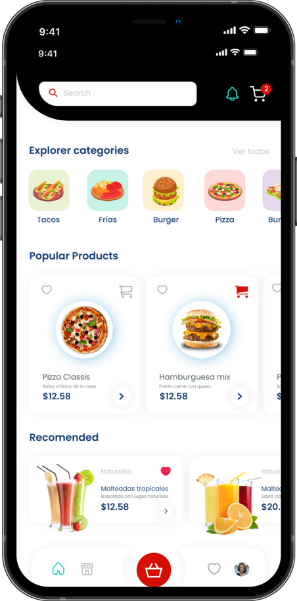 9:41
9:41
Search
2
Explorer categories
Ver todos
Tacos
Frias
Burger
Pizza
Bur
Popular Products
Pizza Classis
Salsa clásica de la casa
$12.58
Hamburguesa mix
Doble carne con queso
$12.58
P
$
Recomended
Naturales
Malteadas tropicales
Elaborado con jugos naturales
$12.58
Natur
Maltea
$20.